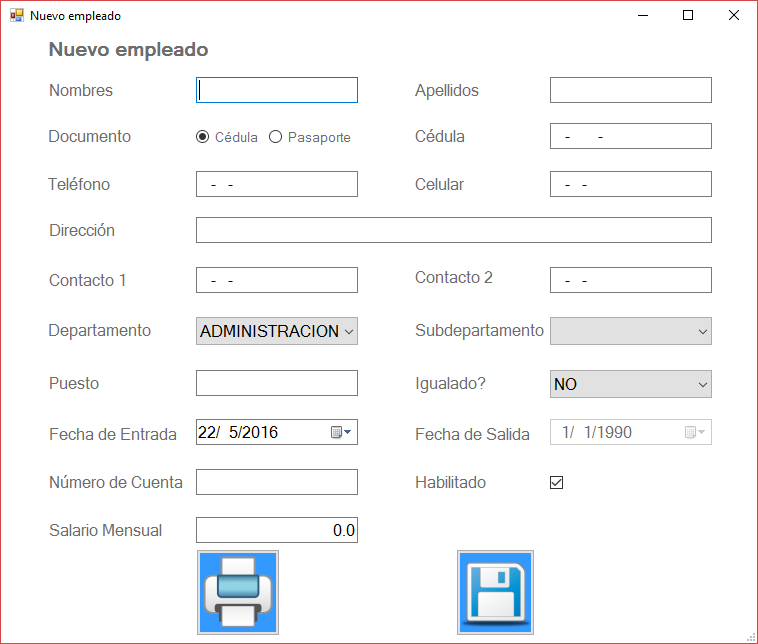 Nuevo empleado
Nuevo empleado
Nombres Apellidos
Documento Cédula Pasaporte Cédula - -
Teléfono - - Celular - -
Dirección
Contacto 1 - - Contacto 2 - -
Departamento ADMINISTRACION Subdepartamento
Puesto Igualado? NO
Fecha de Entrada 22/ 5/2016 Fecha de Salida 1/ 1/1990
Número de Cuenta Habilitado
Salario Mensual 0.0